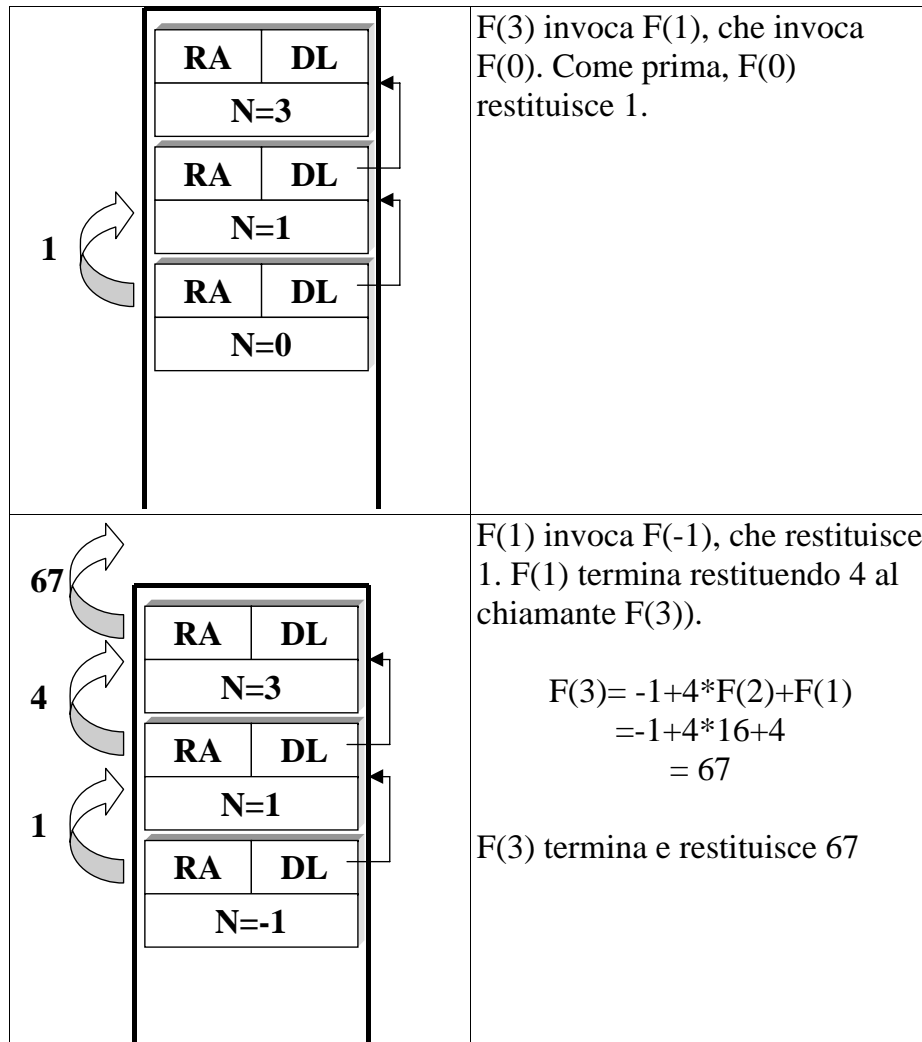 RA DL
N=3
RA DL
N=1
1
RA DL
N=0
F(3) invoca F(1), che invoca
F(0). Come prima, F(0)
restituisce 1.
67
RA DL
N=3
4
RA DL
N=1
1
RA DL
N=-1
F(1) invoca F(-1), che restituisce
1. F(1) termina restituendo 4 al
chiamante F(3)).
F(3)= -1+4*F(2)+F(1)
=-1+4*16+4
= 67
F(3) termina e restituisce 67